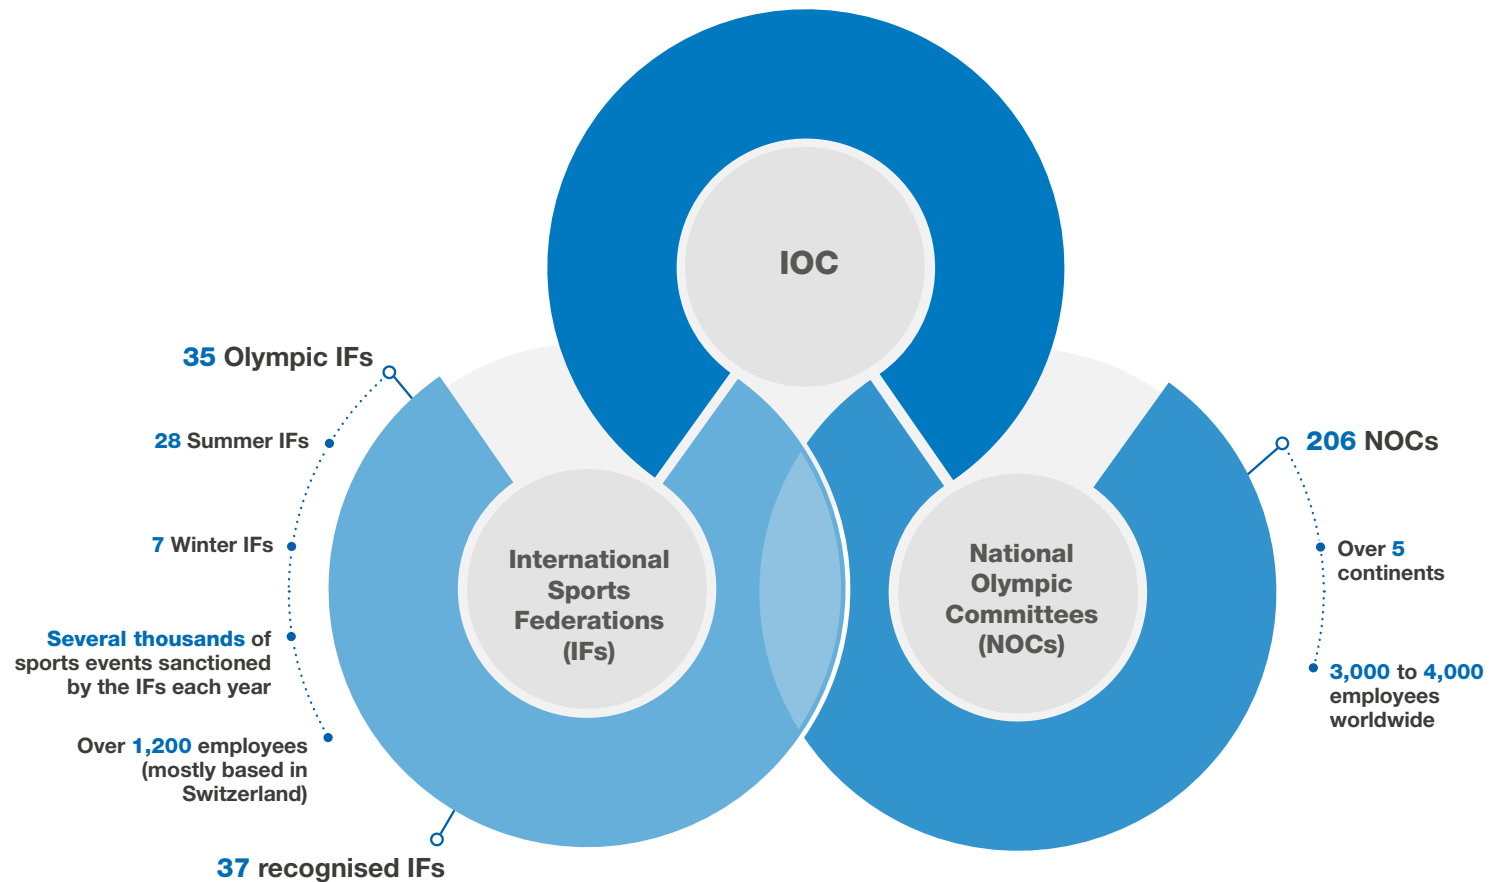 IOC
35 Olympic IFs
28 Summer IFs
7 Winter IFs
Several thousands of
sports events sanctioned
by the IFs each year
Over 1,200 employees
(mostly based in
Switzerland)
37 recognised IFs
International
Sports
Federations
(IFs)
National
Olympic
Committees
(NOCs)
206 NOCs
Over 5
continents
3,000 to 4,000
employees
worldwide